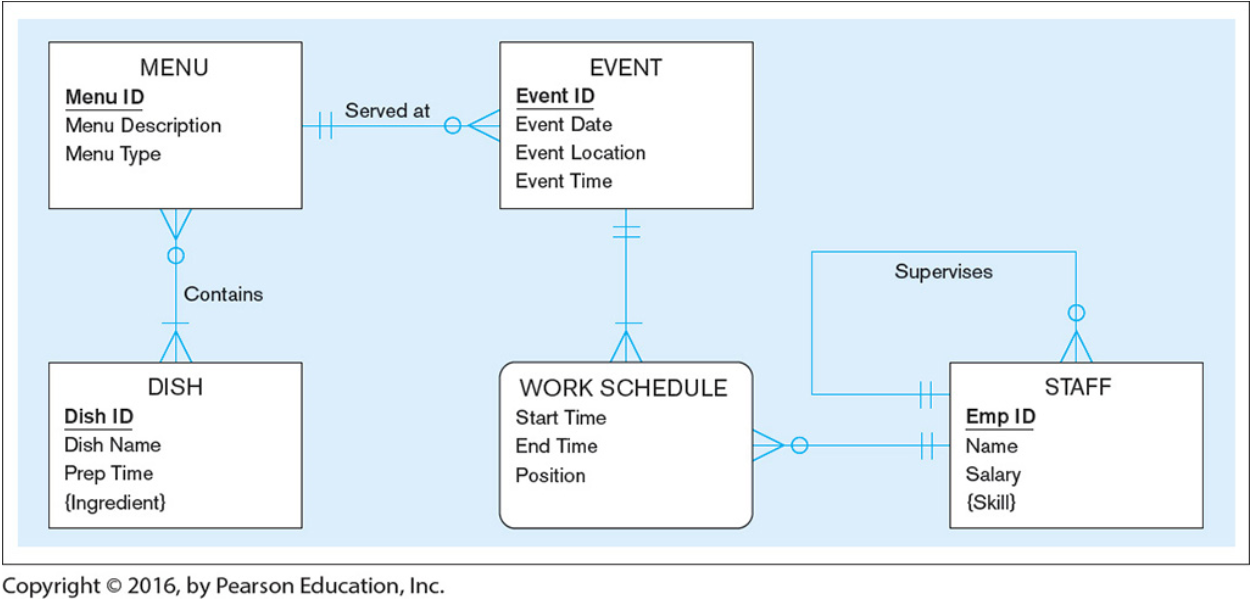 MENU
Menu ID
Menu Description
Menu Type
Served at
EVENT
Event ID
Event Date
Event Location
Event Time
Contains
Supervises
DISH
Dish ID
Dish Name
Prep Time
{Ingredient}
WORK SCHEDULE
Start Time
End Time
Position
STAFF
Emp ID
Name
Salary
{Skill}
Copyright © 2016, by Pearson Education, Inc.